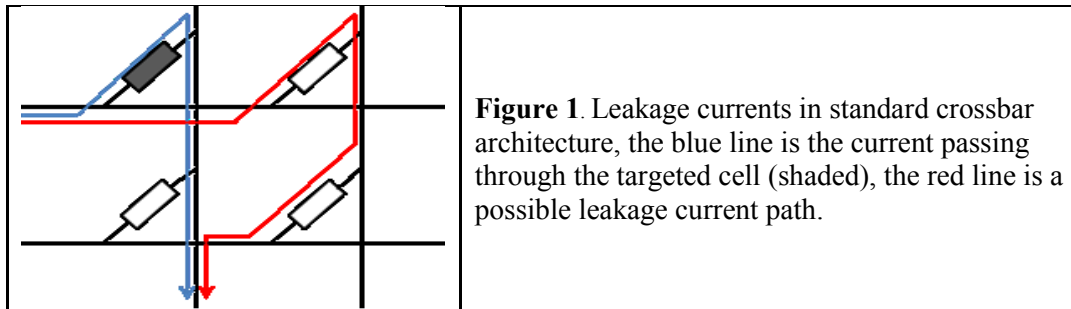 Figure 1. Leakage currents in standard crossbar
architecture, the blue line is the current passing
through the targeted cell (shaded), the red line is a
possible leakage current path.